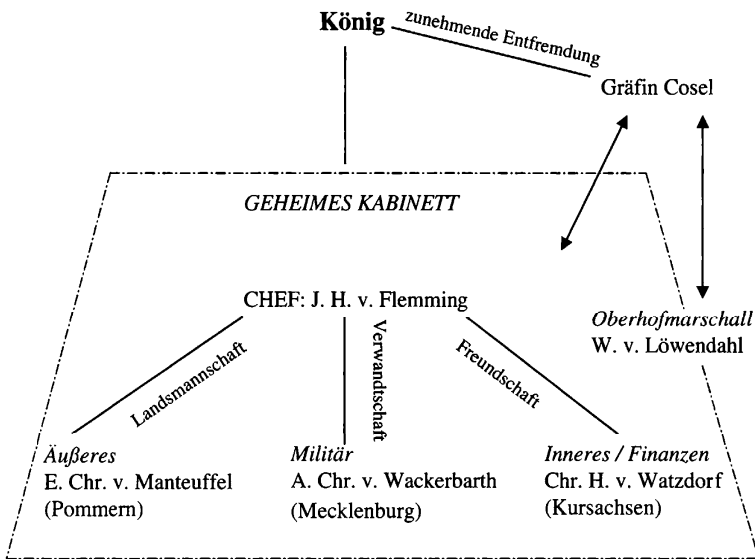 König
zunehmende Entfremdung
Gräfin Cosel
GEHEIMES KABINETT
CHEF: J. H. v. Flemming
Oberhofmarschall
W. v. Löwendahl
Landsmannschaft
Verwandtschaft
Freundschaft
Äußeres
E. Chr. v. Manteuffel
(Pommern)
Militär
A. Chr. v. Wackerbarth
(Mecklenburg)
Inneres / Finanzen
Chr. H. v. Watzdorf
(Kursachsen)